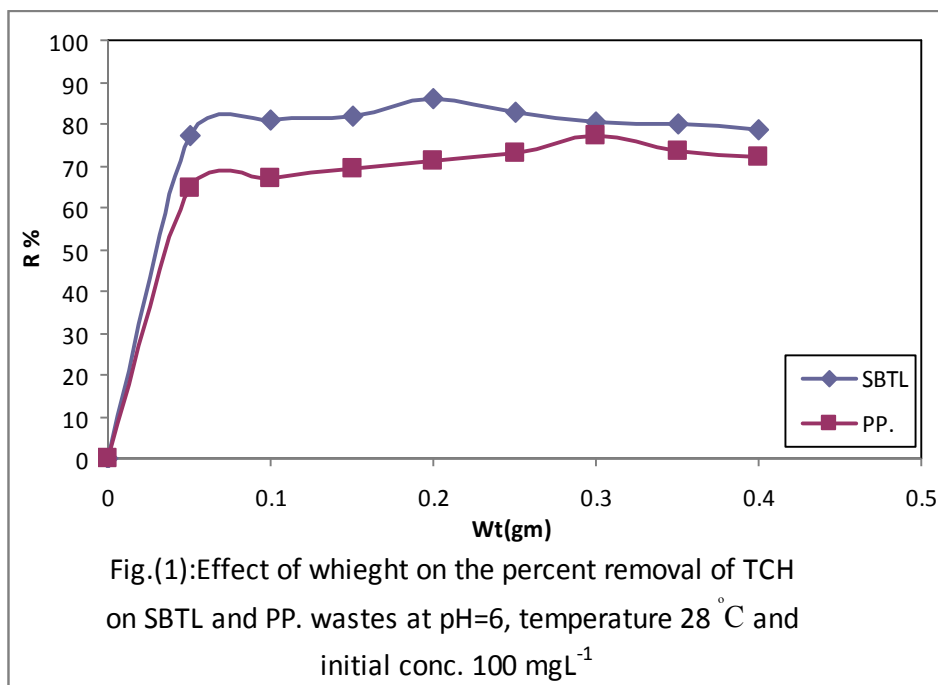 100
90
80
70
60
50
40
30
20
10
0
R %
SBTL
PP.
0 0.1 0.2 0.3 0.4 0.5
Wt(gm)
Fig.(1):Effect of whieght on the percent removal of TCH
on SBTL and PP. wastes at pH=6, temperature 28 °C and
initial conc. 100 mgL⁻¹